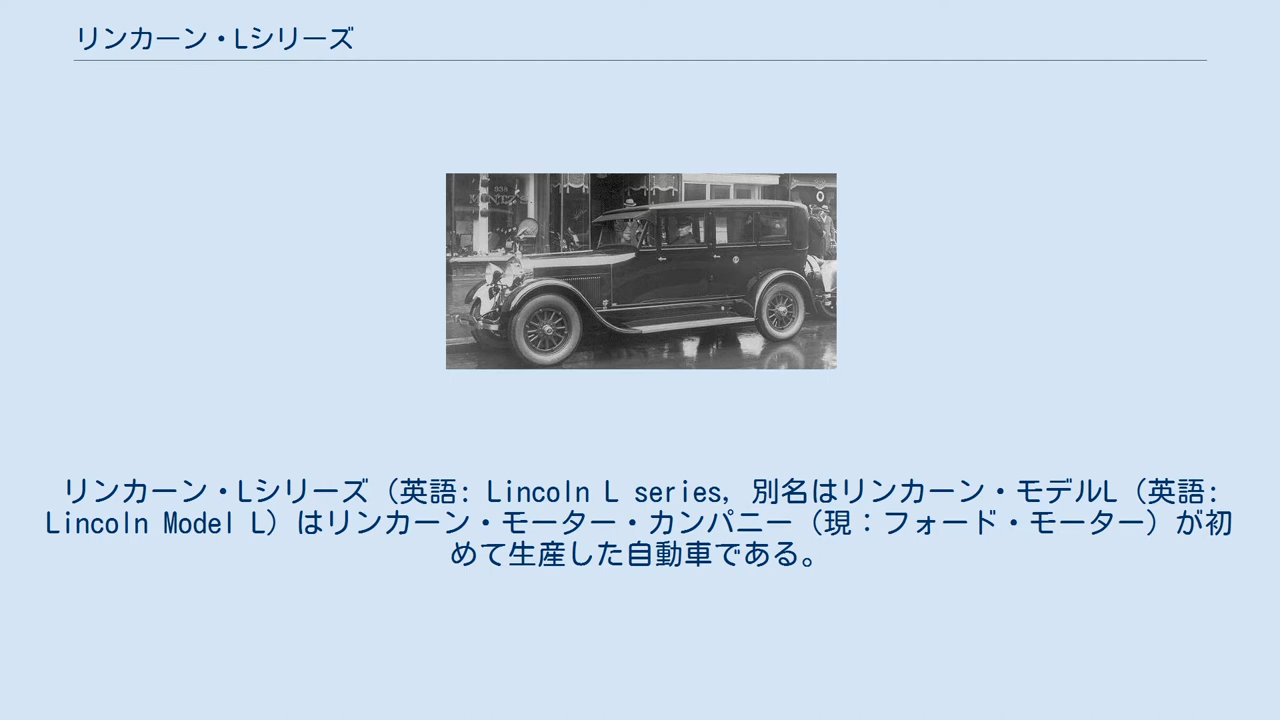 リンカーン・Lシリーズ
リンカーン・Lシリーズ（英語: Lincoln L series, 別名はリンカーン・モデルL（英語:
Lincoln Model L）はリンカーン・モーター・カンパニー（現：フォード・モーター）が初
めて生産した自動車である。